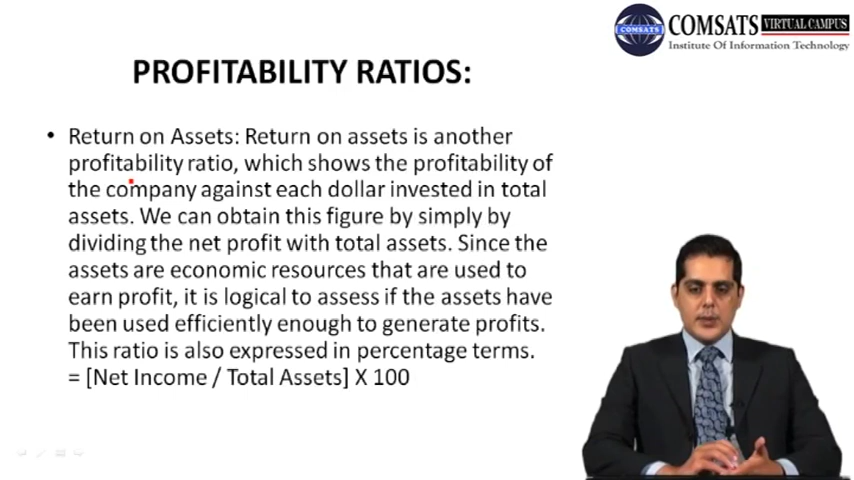 COMSATS
COMSATS VIRTUAL CAMPUS
Institute Of Information Technology
PROFITABILITY RATIOS:
• Return on Assets: Return on assets is another
profitability ratio, which shows the profitability of
the company against each dollar invested in total
assets. We can obtain this figure by simply by
dividing the net profit with total assets. Since the
assets are economic resources that are used to
earn profit, it is logical to assess if the assets have
been used efficiently enough to generate profits.
This ratio is also expressed in percentage terms.
= [Net Income / Total Assets] X 100